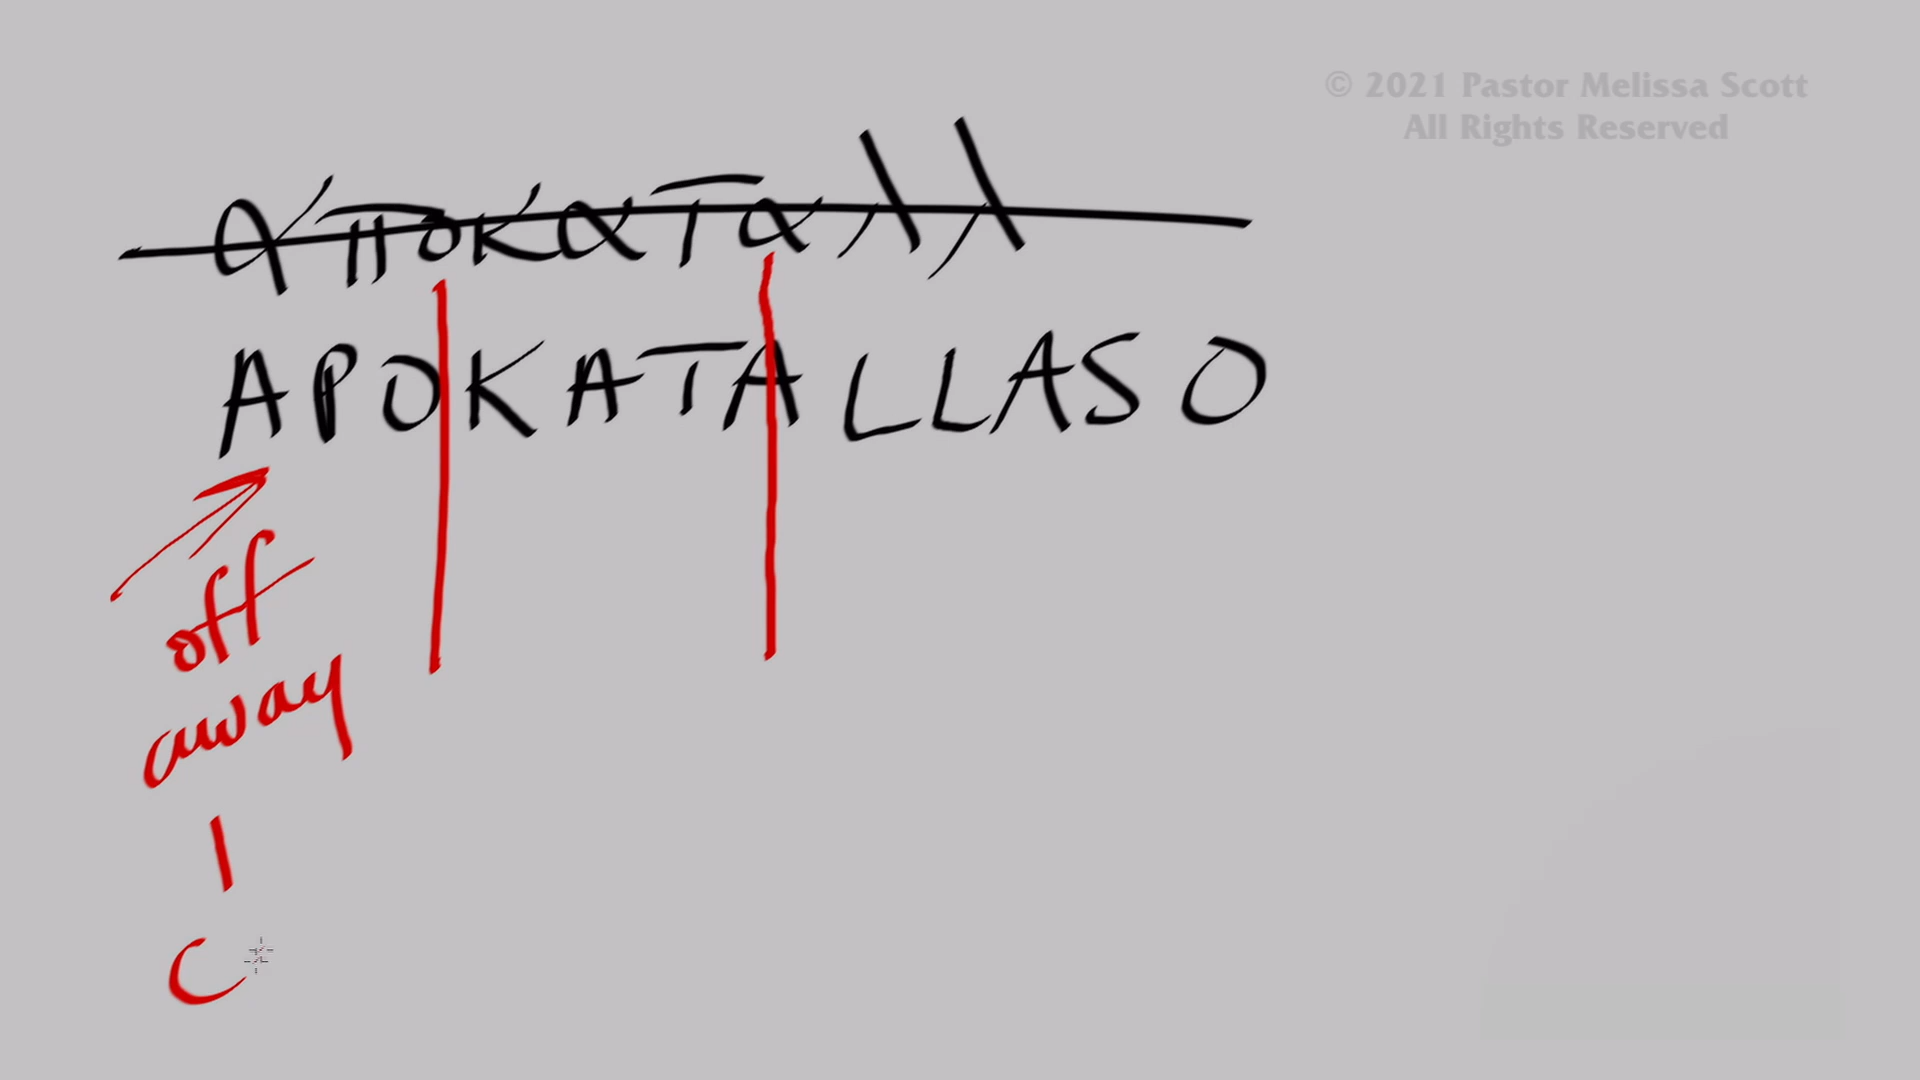 © 2021 Pastor Melissa Scott
All Rights Reserved
αποκαταλλ
APOKATALLASO
off
away
C